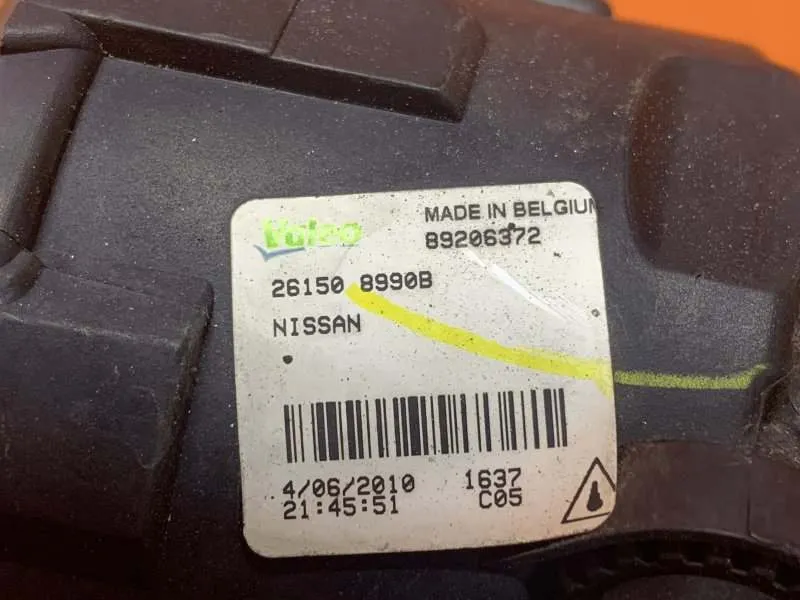 Valeo
MADE IN BELGIUM
89206372
26150 8990B
NISSAN
4/06/2010 1637
21:45:51 C05